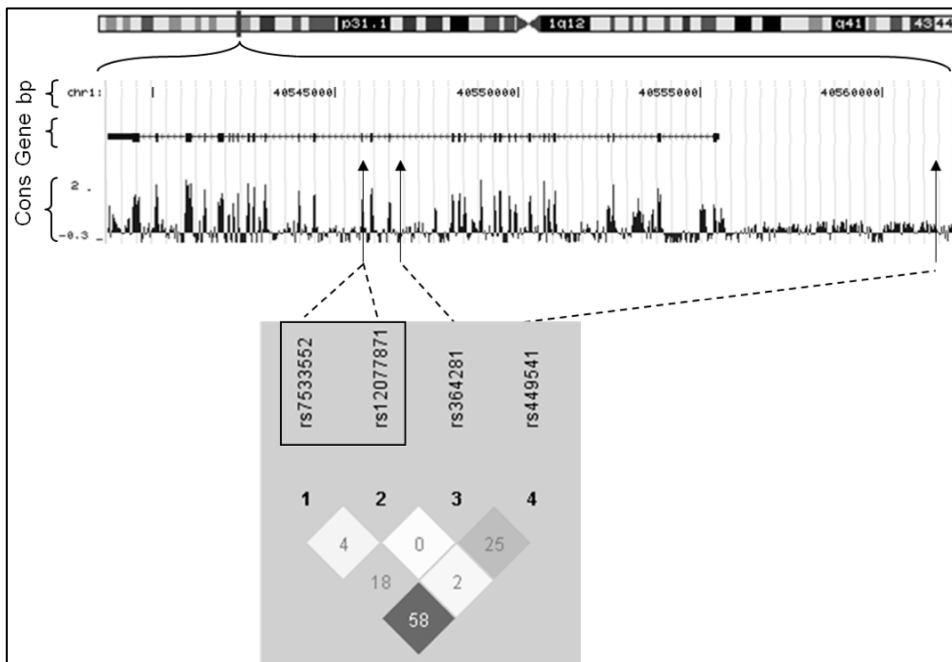 p31.1 1q12 q41 43 44
bp
chr1: 40545000 40550000 40555000 40560000
Gene
Cons
2
-0.3
rs7533552 rs12077871 rs364281 rs449541
1 2 3 4
4 0 25
18 2
58